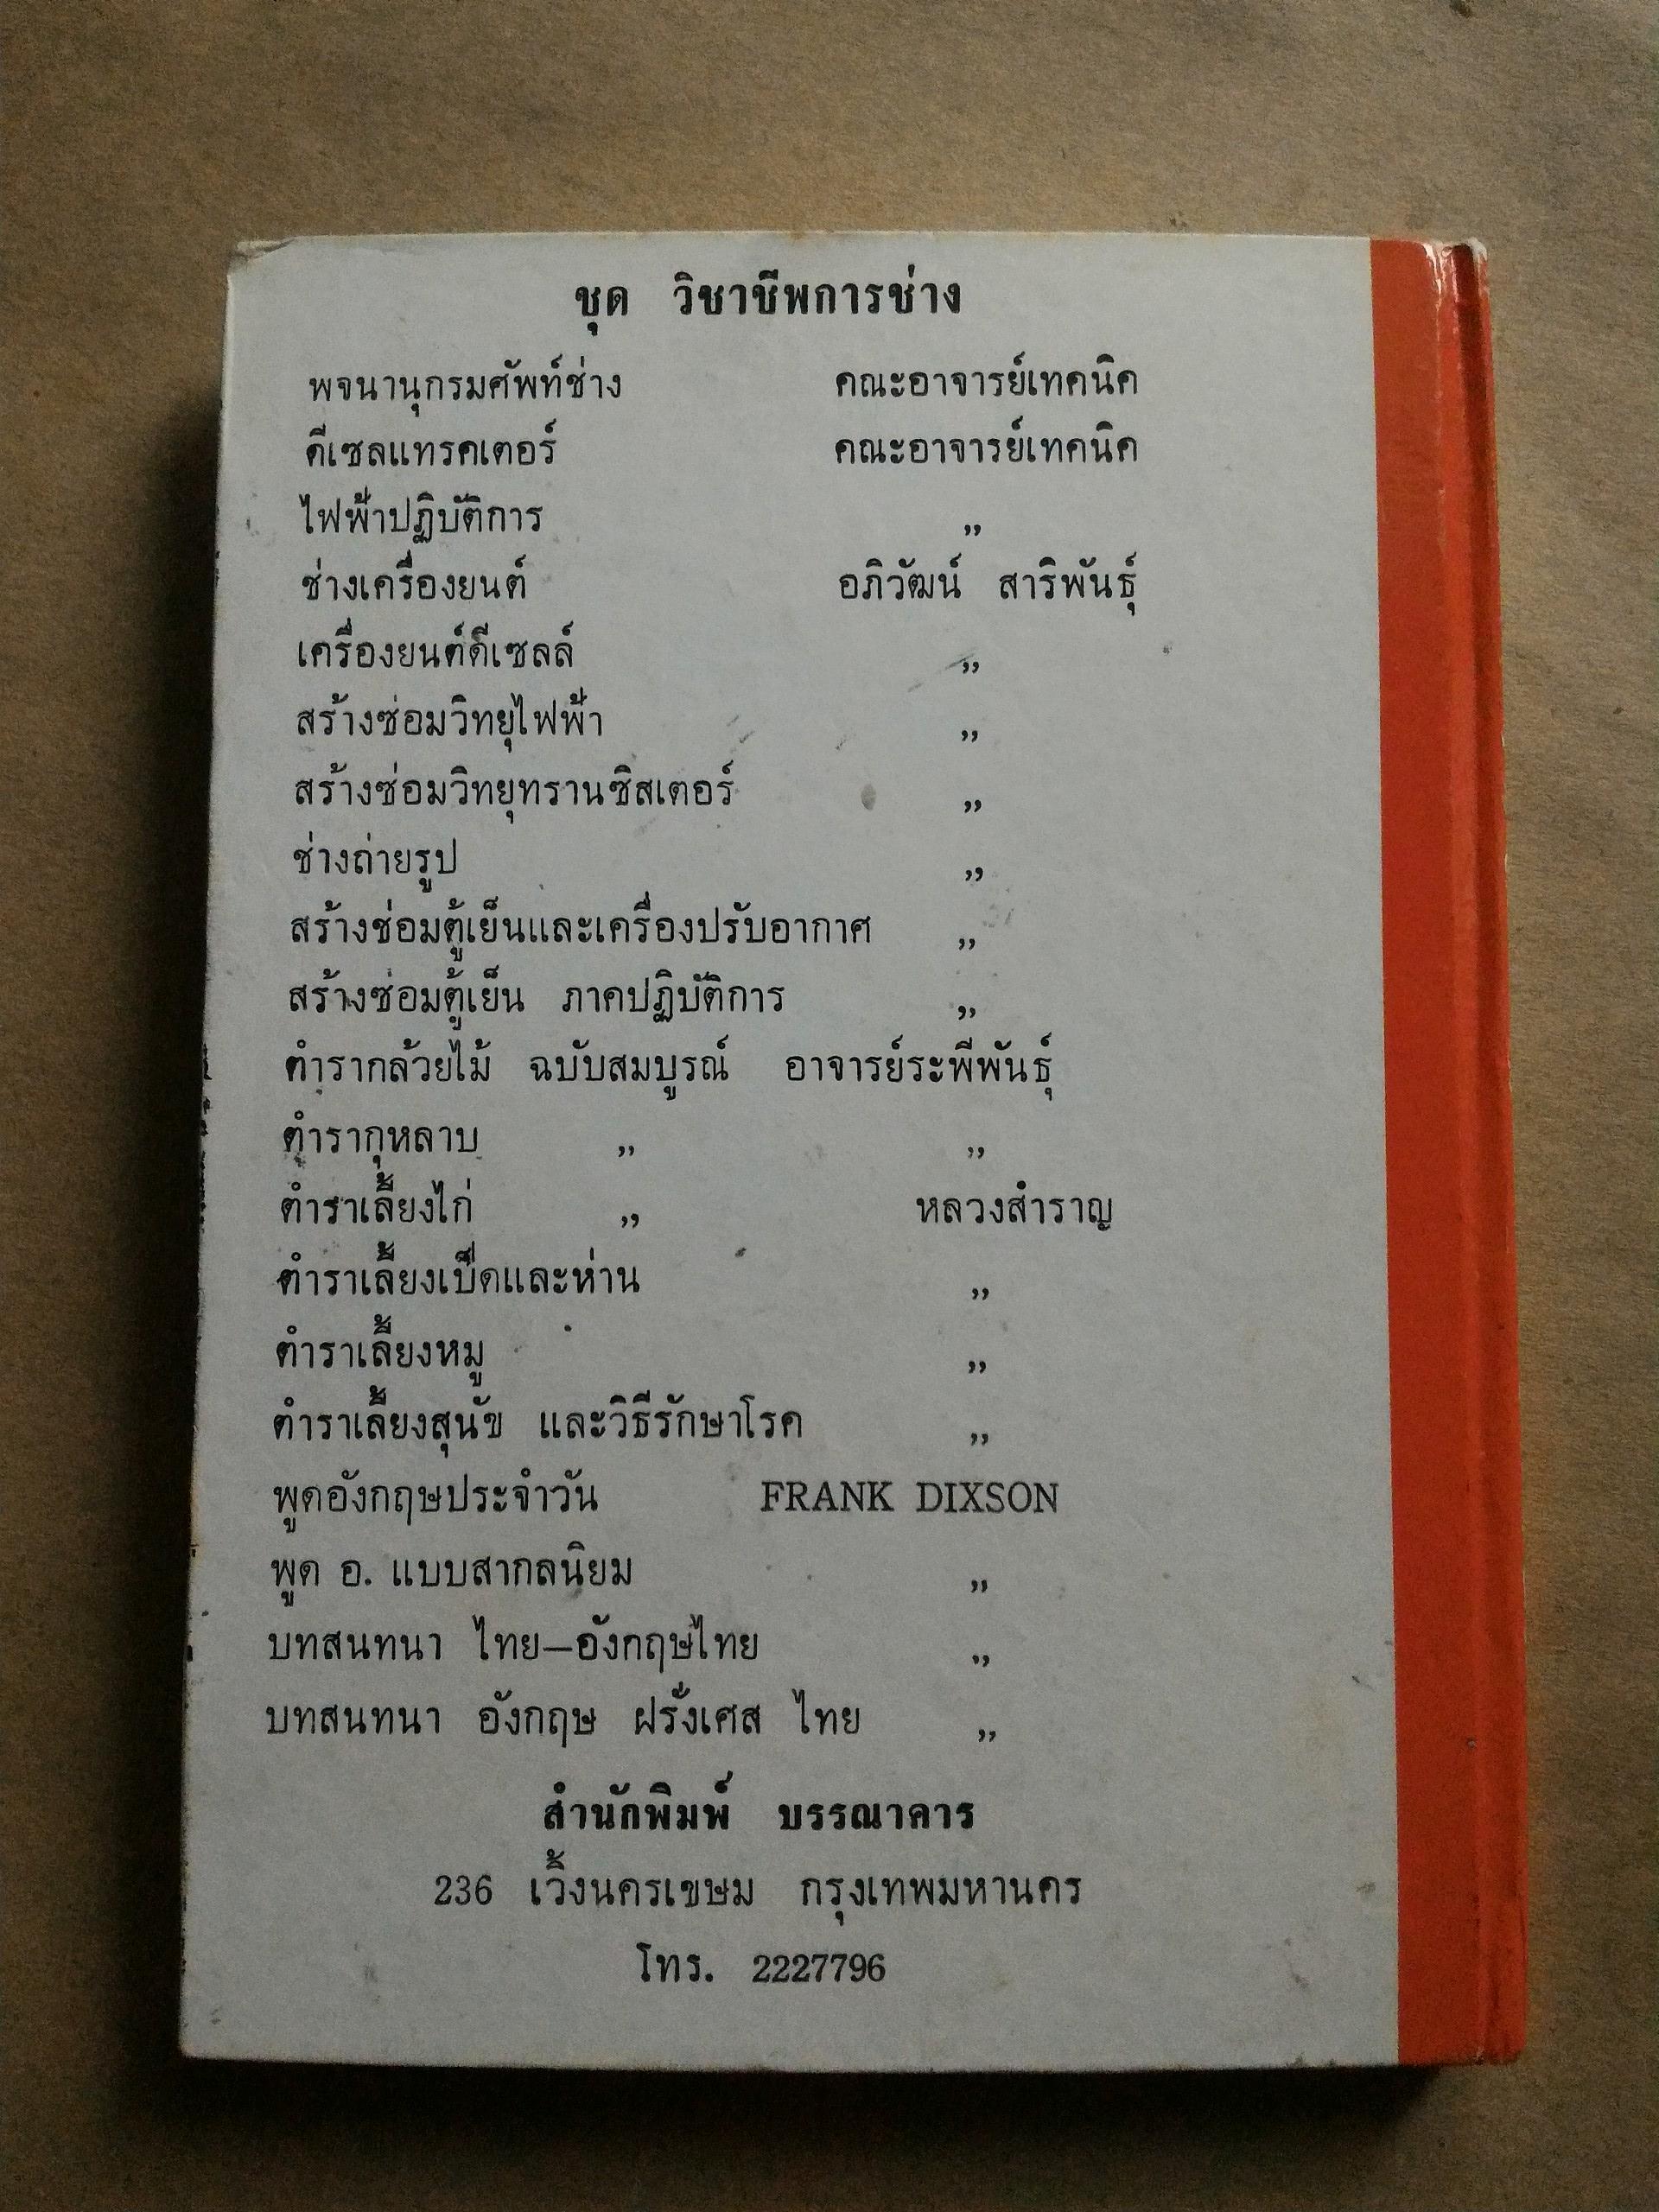 ชุด วิชาชีพการช่าง
พจนานุกรมศัพท์ช่าง คณะอาจารย์เทคนิค
ดีเซลแทรคเตอร์ คณะอาจารย์เทคนิค
ไฟฟ้าปฏิบัติการ ,,
ช่างเครื่องยนต์ อภิวัฒน์ สาริพันธุ์
เครื่องยนต์ดีเซลล์ ,,
สร้างซ่อมวิทยุไฟฟ้า ,,
สร้างซ่อมวิทยุทรานซิสเตอร์ ,,
ช่างถ่ายรูป ,,
สร้างซ่อมตู้เย็นและเครื่องปรับอากาศ ,,
สร้างซ่อมตู้เย็น ภาคปฏิบัติการ ,,
ตำรากล้วยไม้ ฉบับสมบูรณ์ อาจารย์ระพีพันธุ์
ตำรากุหลาบ ,, ,,
ตำราเลี้ยงไก่ ,, หลวงสำราญ
ตำราเลี้ยงเป็ดและห่าน ,,
ตำราเลี้ยงหมู ,,
ตำราเลี้ยงสุนัข และวิธีรักษาโรค ,,
พูดอังกฤษประจำวัน FRANK DIXSON
พูด อ. แบบสากลนิยม ,,
บทสนทนา ไทย–อังกฤษไทย ,,
บทสนทนา อังกฤษ ฝรั่งเศส ไทย ,,
สำนักพิมพ์ บรรณาคาร
236 เวิ้งนครเขษม กรุงเทพมหานคร
โทร. 2227796